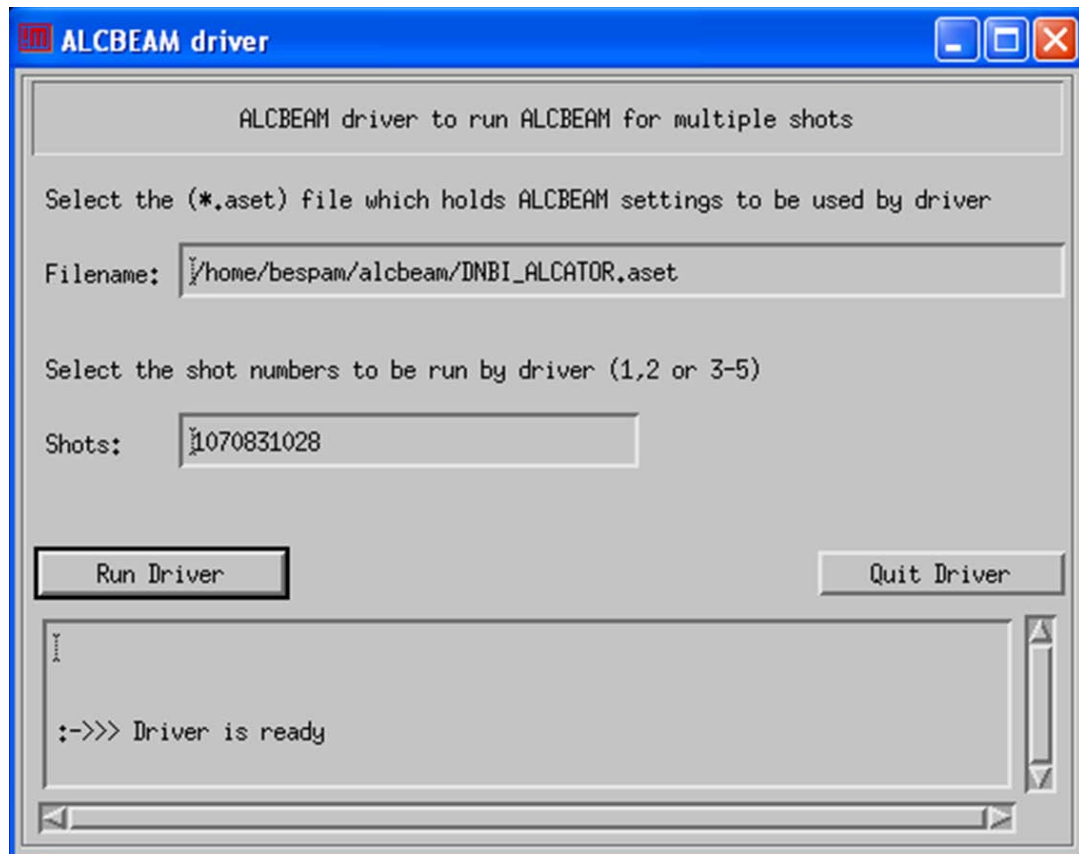 ALCBEAM driver
ALCBEAM driver to run ALCBEAM for multiple shots
Select the (*.aset) file which holds ALCBEAM settings to be used by driver
Filename: /home/bespam/alcbeam/DNBI_ALCATOR.aset
Select the shot numbers to be run by driver (1,2 or 3-5)
Shots: 1070831028
Run Driver Quit Driver
:->>> Driver is ready